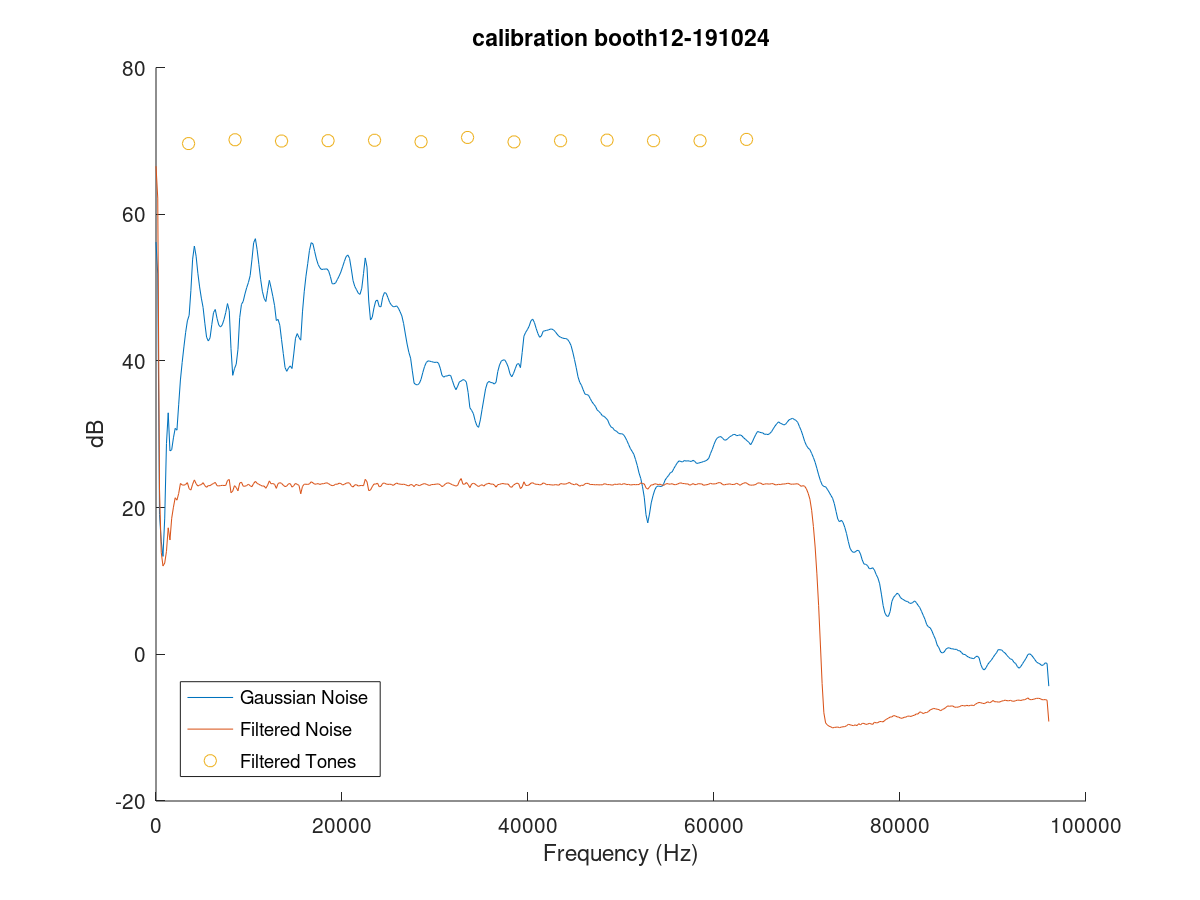 calibration booth12-191024
80
60
40
20
0
-20
dB
Gaussian Noise
Filtered Noise
Filtered Tones
0 20000 40000 60000 80000 100000
Frequency (Hz)